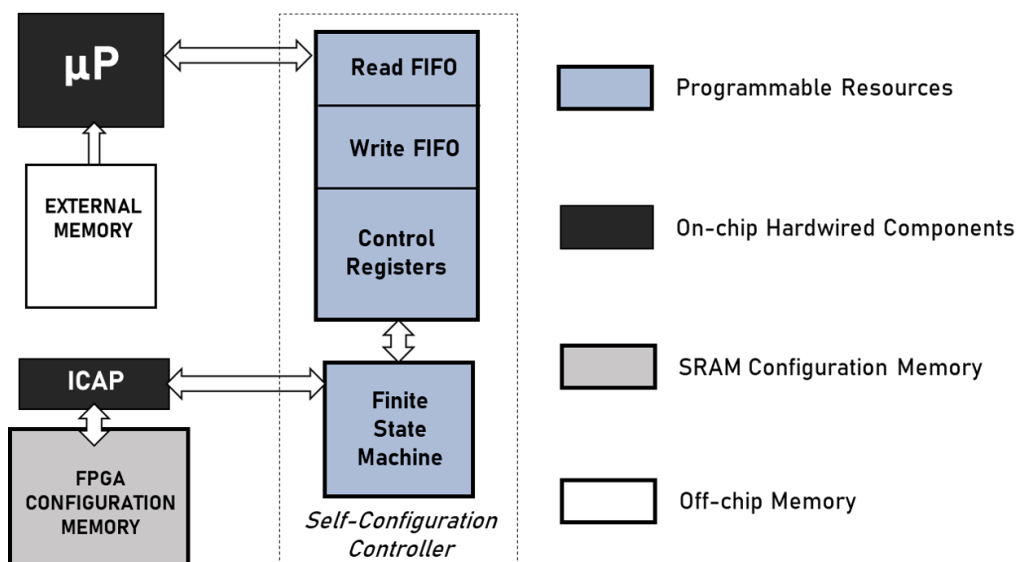 µP
Read FIFO
Write FIFO
Control
Registers
EXTERNAL
MEMORY
ICAP
FPGA
CONFIGURATION
MEMORY
Finite
State
Machine
Self-Configuration
Controller
Programmable Resources
On-chip Hardwired Components
SRAM Configuration Memory
Off-chip Memory